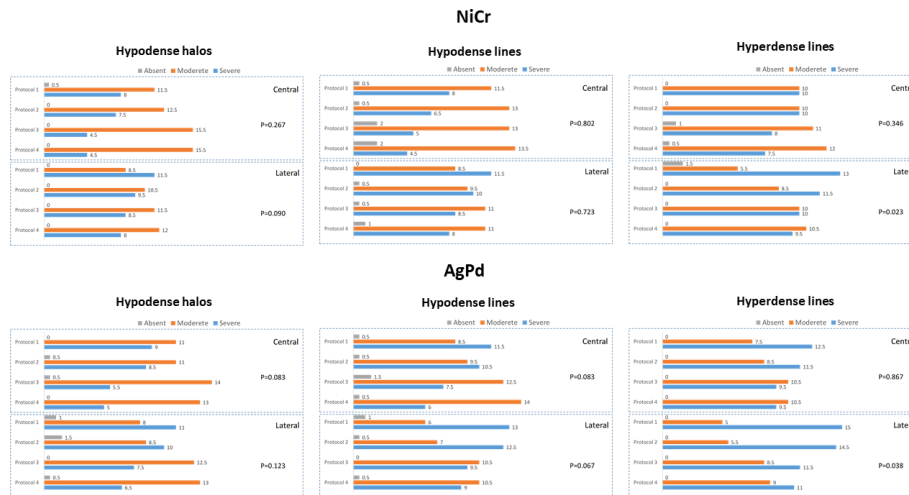 NiCr
Hypodense halos
Absent Moderete Severe
Central
Protocol 1 0.5 11.5 8
Protocol 2 0 12.5 7.5
P=0.267
Protocol 3 0 15.5 4.5
Protocol 4 0 15.5 4.5
Lateral
Protocol 1 0 8.5 11.5
Protocol 2 0 10.5 9.5
P=0.090
Protocol 3 0 11.5 8.5
Protocol 4 0 12 8
Hypodense lines
Absent Moderete Severe
Central
Protocol 1 0.5 11.5 8
Protocol 2 0.5 13 6.5
P=0.802
Protocol 3 2 13 5
Protocol 4 2 13.5 4.5
Lateral
Protocol 1 0 8.5 11.5
Protocol 2 0.5 9.5 10
P=0.723
Protocol 3 0.5 11 8.5
Protocol 4 1 11 8
Hyperdense lines
Absent Moderete Severe
Central
Protocol 1 0 10 10
Protocol 2 0 10 10
P=0.346
Protocol 3 1 11 8
Protocol 4 0.5 12 7.5
Late
Protocol 1 1.5 5.5 13
Protocol 2 0 8.5 11.5
P=0.023
Protocol 3 0 10 10
Protocol 4 0 10.5 9.5
AgPd
Hypodense halos
Absent Moderete Severe
Central
Protocol 1 0 11 9
Protocol 2 0.5 11 8.5
P=0.083
Protocol 3 0.5 14 5.5
Protocol 4 0 13 5
Lateral
Protocol 1 1 8 11
Protocol 2 1.5 8.5 10
P=0.123
Protocol 3 0 12.5 7.5
Protocol 4 0.5 13 6.5
Hypodense lines
Absent Moderete Severe
Central
Protocol 1 0.5 8.5 11.5
Protocol 2 0.5 9.5 10.5
P=0.083
Protocol 3 1.5 12.5 7.5
Protocol 4 0.5 14 6
Lateral
Protocol 1 1 6 13
Protocol 2 0.5 7 12.5
P=0.067
Protocol 3 0 10.5 9.5
Protocol 4 0.5 10.5 9
Hyperdense lines
Absent Moderete Severe
Central
Protocol 1 0 7.5 12.5
Protocol 2 0 8.5 11.5
P=0.867
Protocol 3 0 10.5 9.5
Protocol 4 0 10.5 9.5
Late
Protocol 1 0 5 15
Protocol 2 0 5.5 14.5
P=0.038
Protocol 3 0 8.5 11.5
Protocol 4 0 9 11